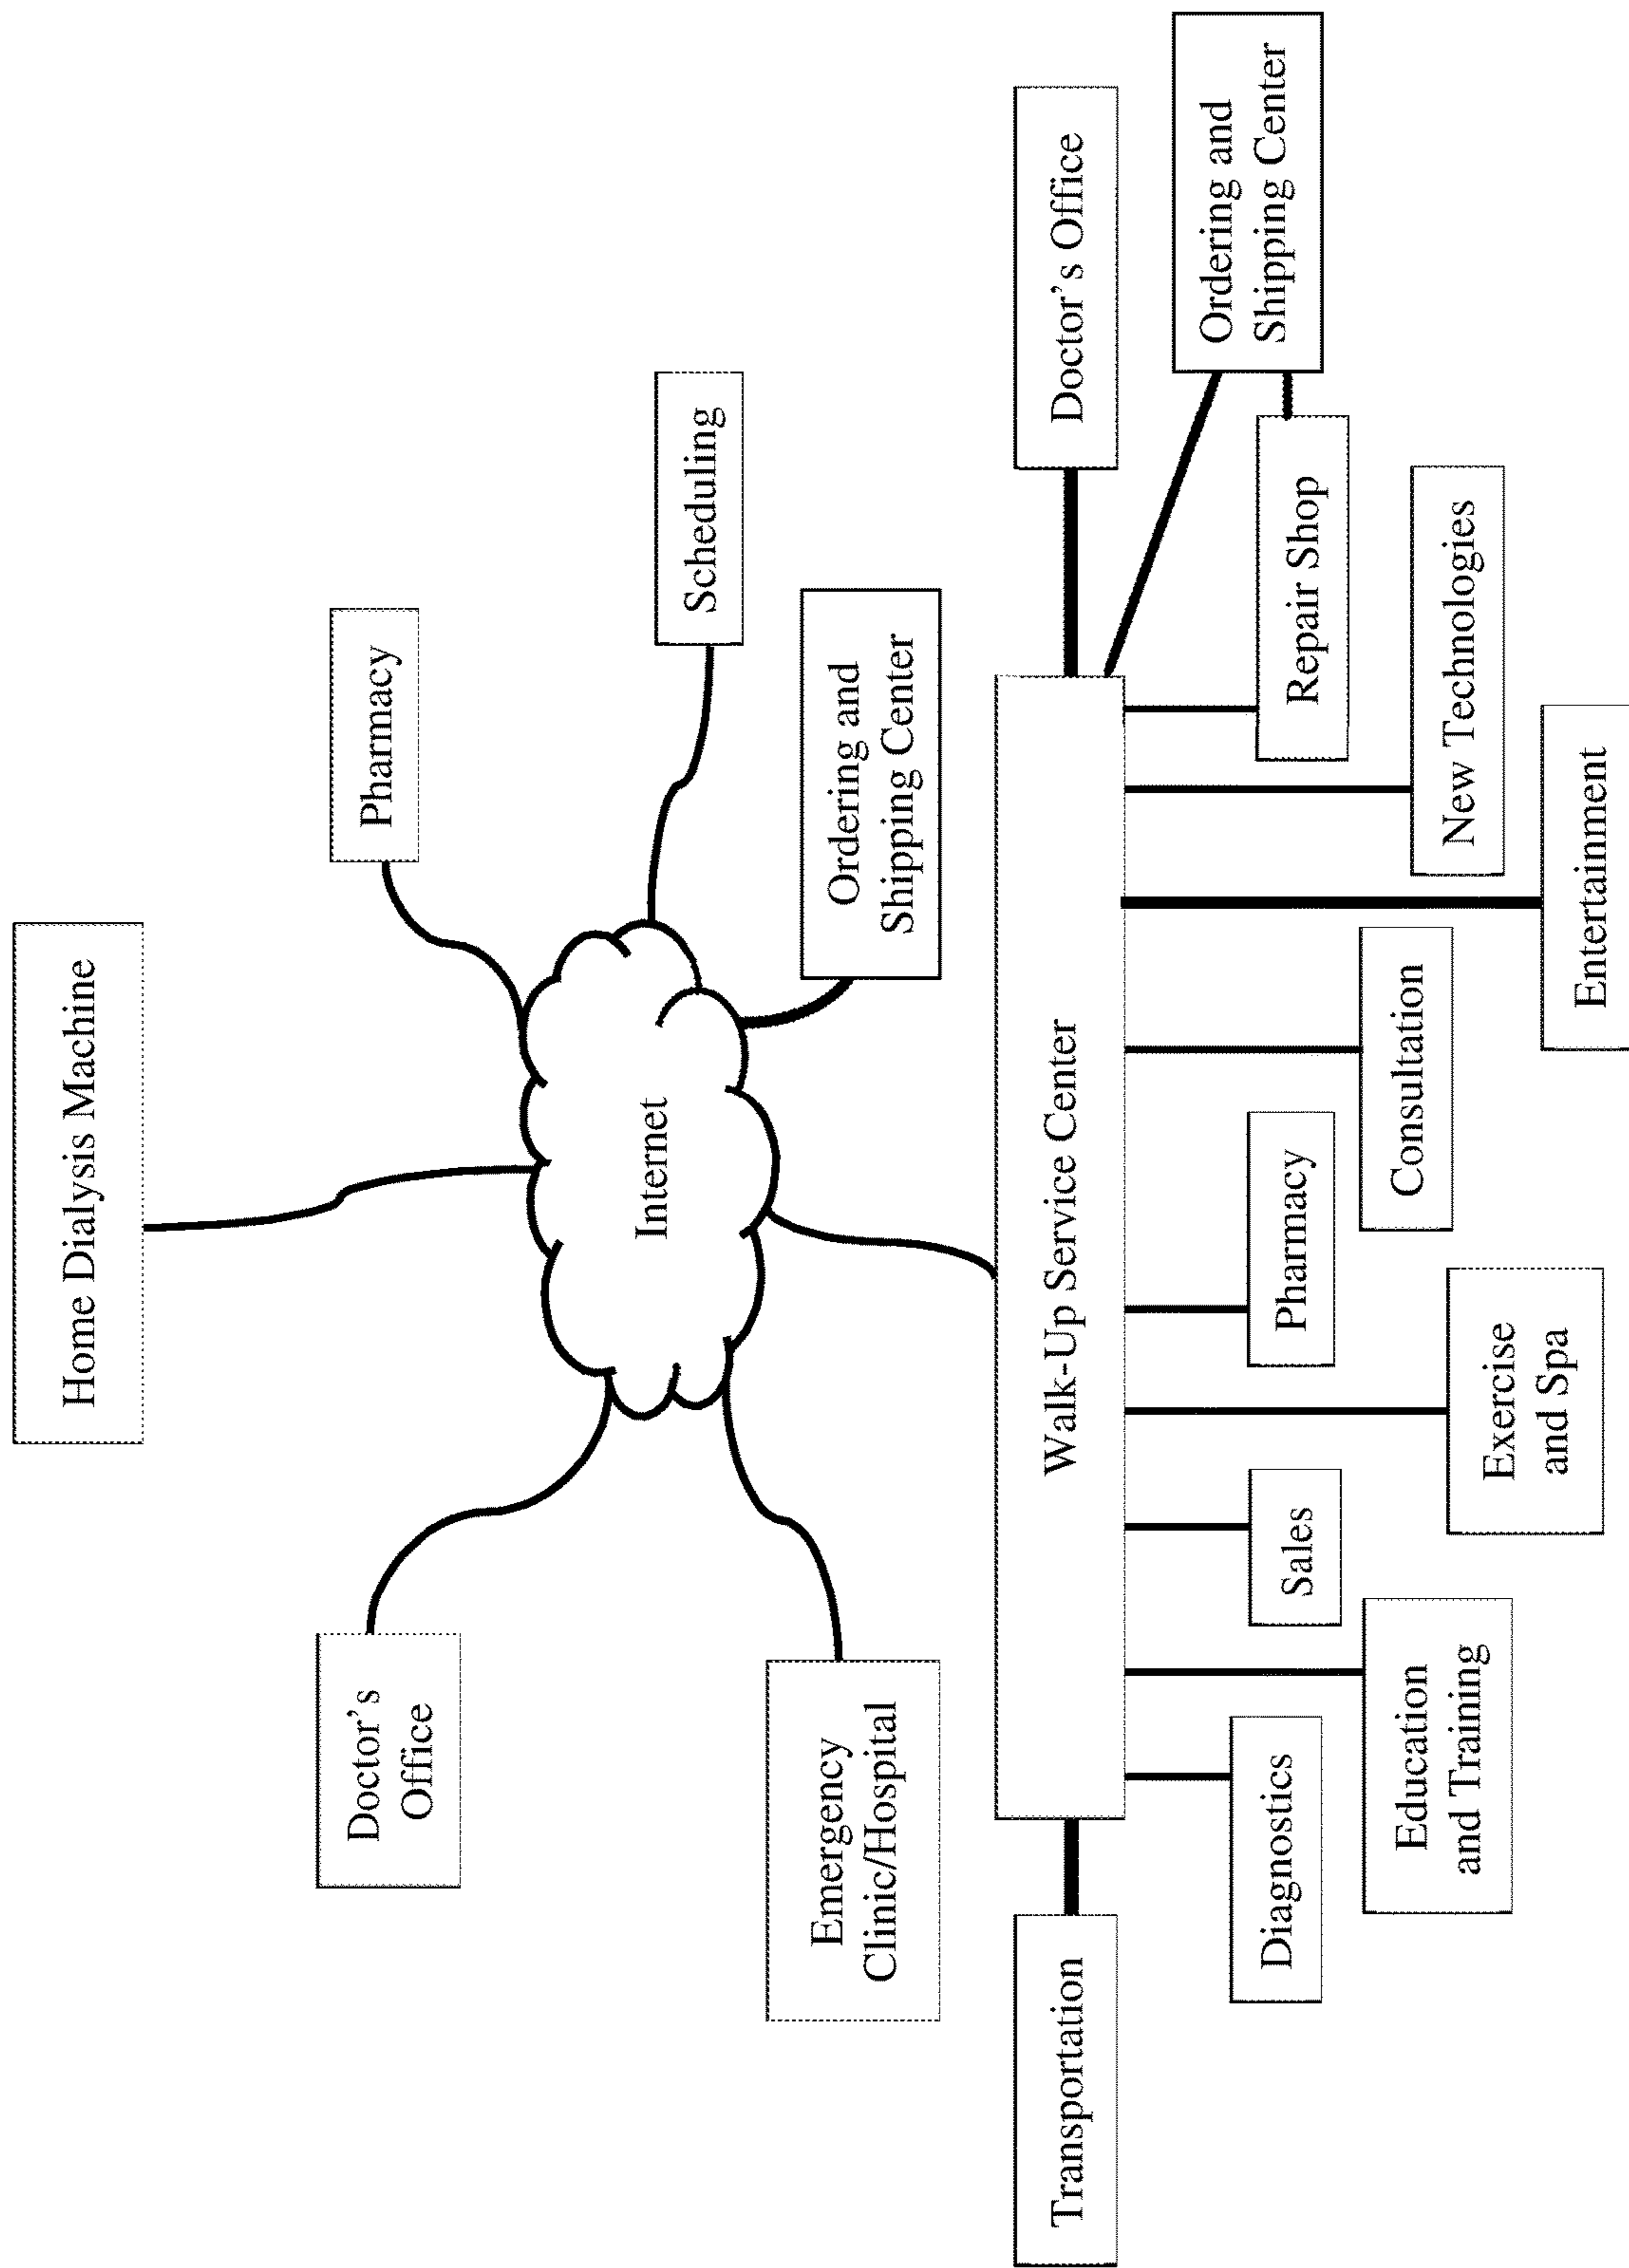 Home Dialysis Machine
Doctor's
Office
Pharmacy
Internet
Scheduling
Emergency
Clinic/Hospital
Ordering and
Shipping Center
Transportation
Walk-Up Service Center
Doctor's Office
Diagnostics
Sales
Pharmacy
Repair Shop
Ordering and
Shipping Center
Education
and Training
Consultation
New Technologies
Exercise
and Spa
Entertainment